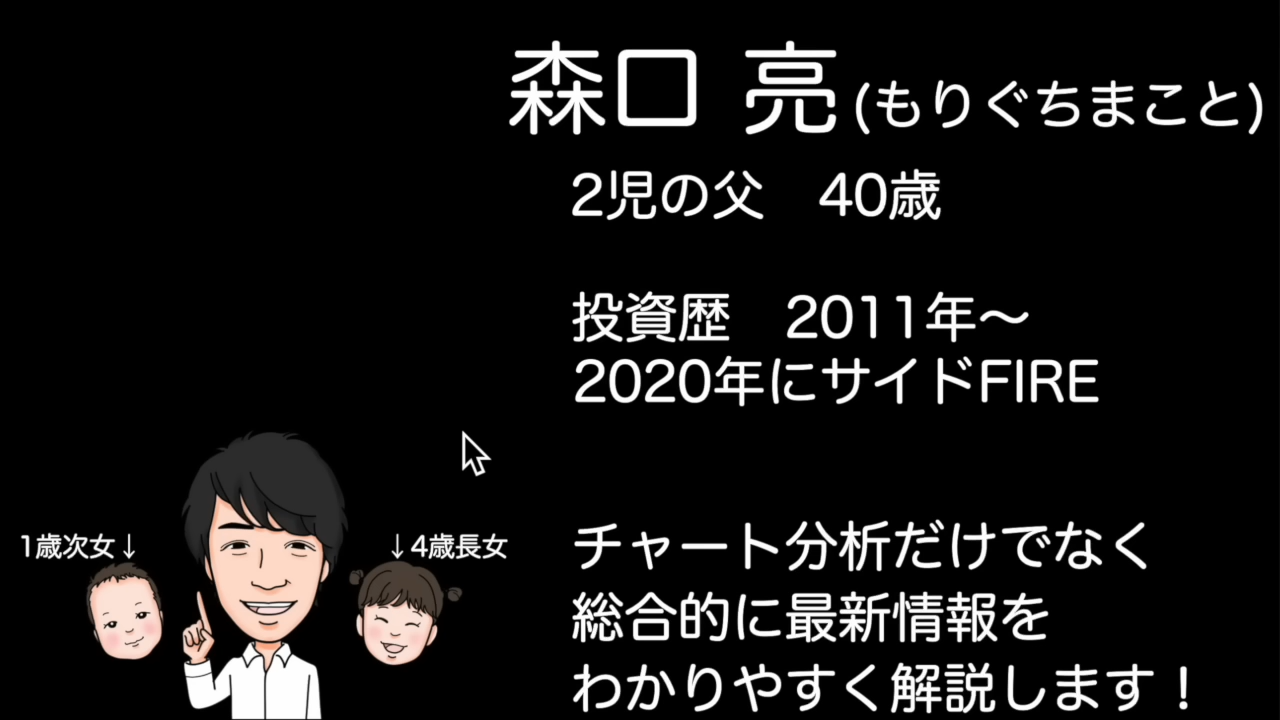 森口 亮(もりぐちまこと)
2児の父　40歳
投資歴　2011年〜
2020年にサイドFIRE
1歳次女↓
↓4歳長女
チャート分析だけでなく
総合的に最新情報を
わかりやすく解説します！